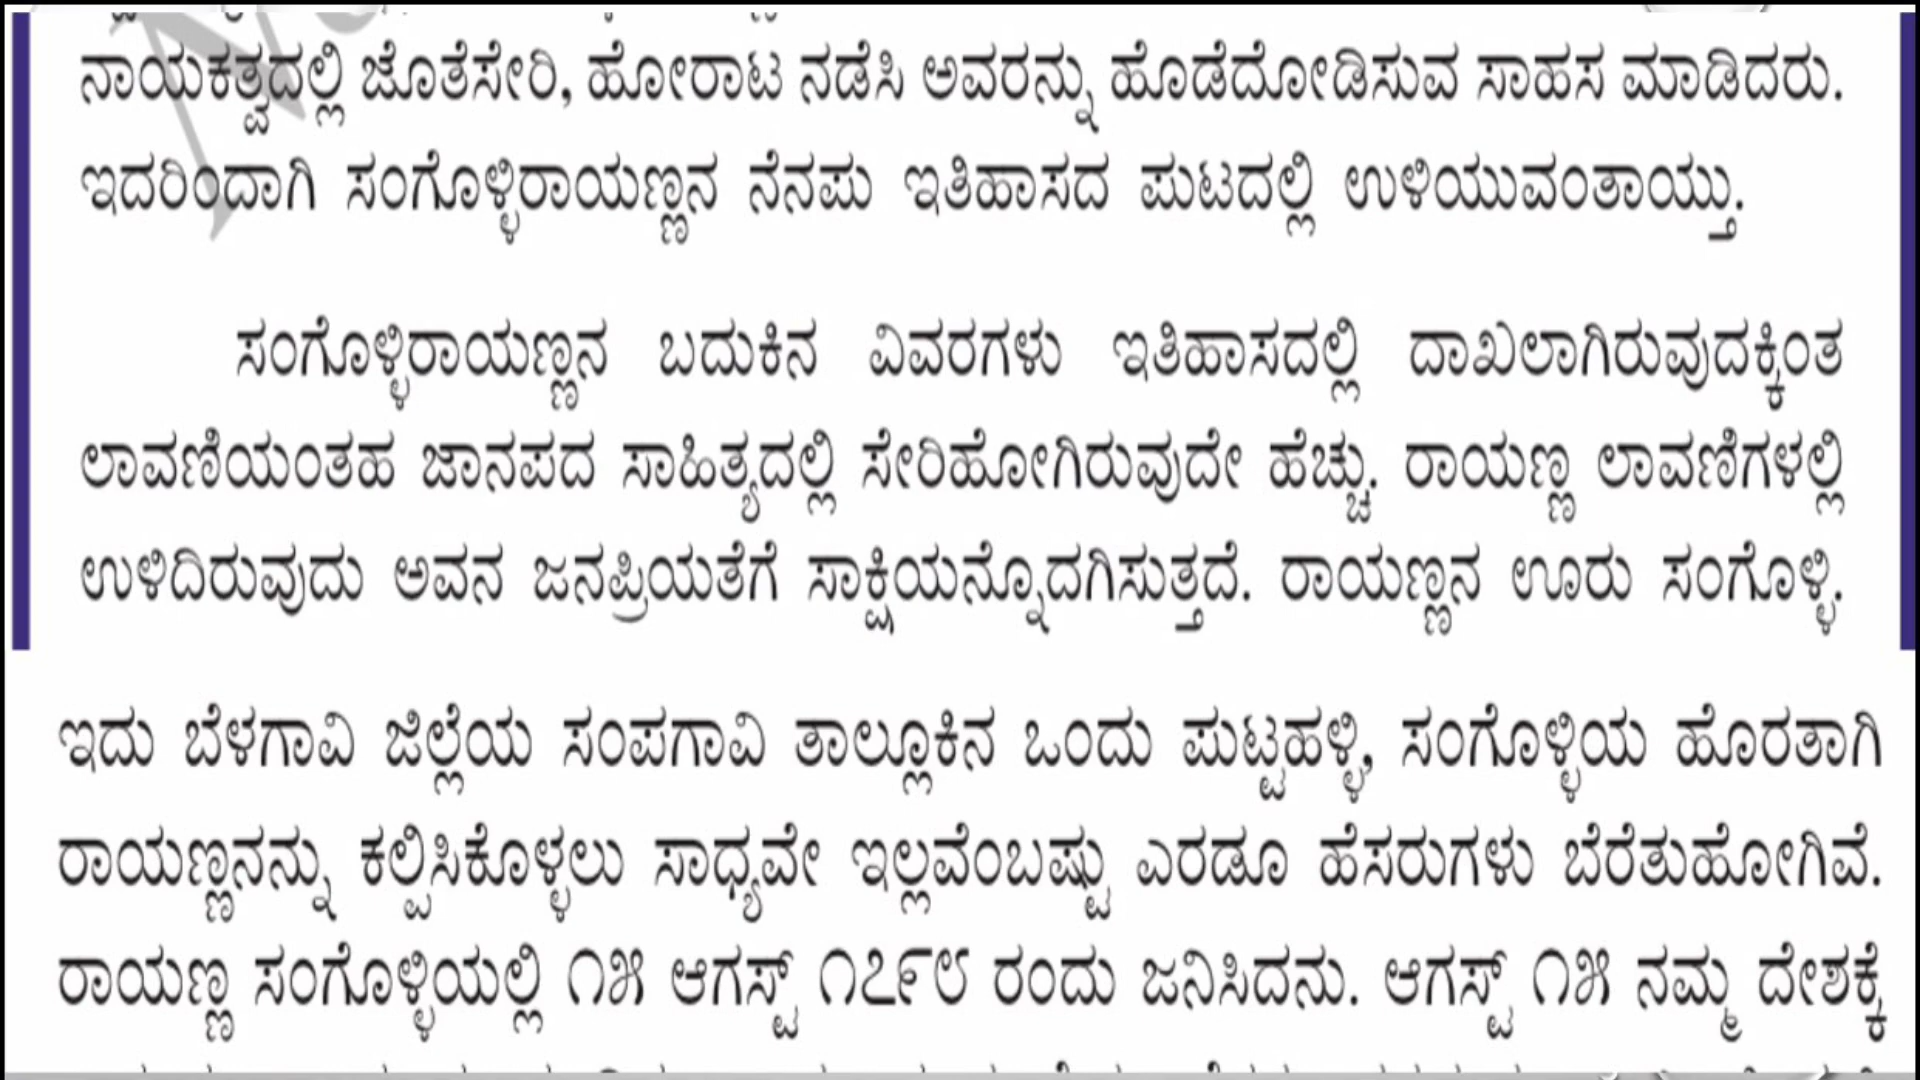 ನಾಯಕತ್ವದಲ್ಲಿ ಜೊತೆಸೇರಿ, ಹೋರಾಟ ನಡೆಸಿ ಅವರನ್ನು ಹೊಡೆದೋಡಿಸುವ ಸಾಹಸ ಮಾಡಿದರು.
ಇದರಿಂದಾಗಿ ಸಂಗೊಳ್ಳಿರಾಯಣ್ಣನ ನೆನಪು ಇತಿಹಾಸದ ಪುಟದಲ್ಲಿ ಉಳಿಯುವಂತಾಯ್ತು.
ಸಂಗೊಳ್ಳಿರಾಯಣ್ಣನ ಬದುಕಿನ ವಿವರಗಳು ಇತಿಹಾಸದಲ್ಲಿ ದಾಖಲಾಗಿರುವುದಕ್ಕಿಂತ
ಲಾವಣಿಯಂತಹ ಜಾನಪದ ಸಾಹಿತ್ಯದಲ್ಲಿ ಸೇರಿಹೋಗಿರುವುದೇ ಹೆಚ್ಚು. ರಾಯಣ್ಣ ಲಾವಣಿಗಳಲ್ಲಿ
ಉಳಿದಿರುವುದು ಅವನ ಜನಪ್ರಿಯತೆಗೆ ಸಾಕ್ಷಿಯನ್ನೊದಗಿಸುತ್ತದೆ. ರಾಯಣ್ಣನ ಊರು ಸಂಗೊಳ್ಳಿ.
ಇದು ಬೆಳಗಾವಿ ಜಿಲ್ಲೆಯ ಸಂಪಗಾವಿ ತಾಲ್ಲೂಕಿನ ಒಂದು ಪುಟ್ಟಹಳ್ಳಿ, ಸಂಗೊಳ್ಳಿಯ ಹೊರತಾಗಿ
ರಾಯಣ್ಣನನ್ನು ಕಲ್ಪಿಸಿಕೊಳ್ಳಲು ಸಾಧ್ಯವೇ ಇಲ್ಲವೆಂಬಷ್ಟು ಎರಡೂ ಹೆಸರುಗಳು ಬೆರೆತುಹೋಗಿವೆ.
ರಾಯಣ್ಣ ಸಂಗೊಳ್ಳಿಯಲ್ಲಿ ೧೫ ಆಗಸ್ಟ್ ೧೭೯೮ ರಂದು ಜನಿಸಿದನು. ಆಗಸ್ಟ್ ೧೫ ನಮ್ಮ ದೇಶಕ್ಕೆ